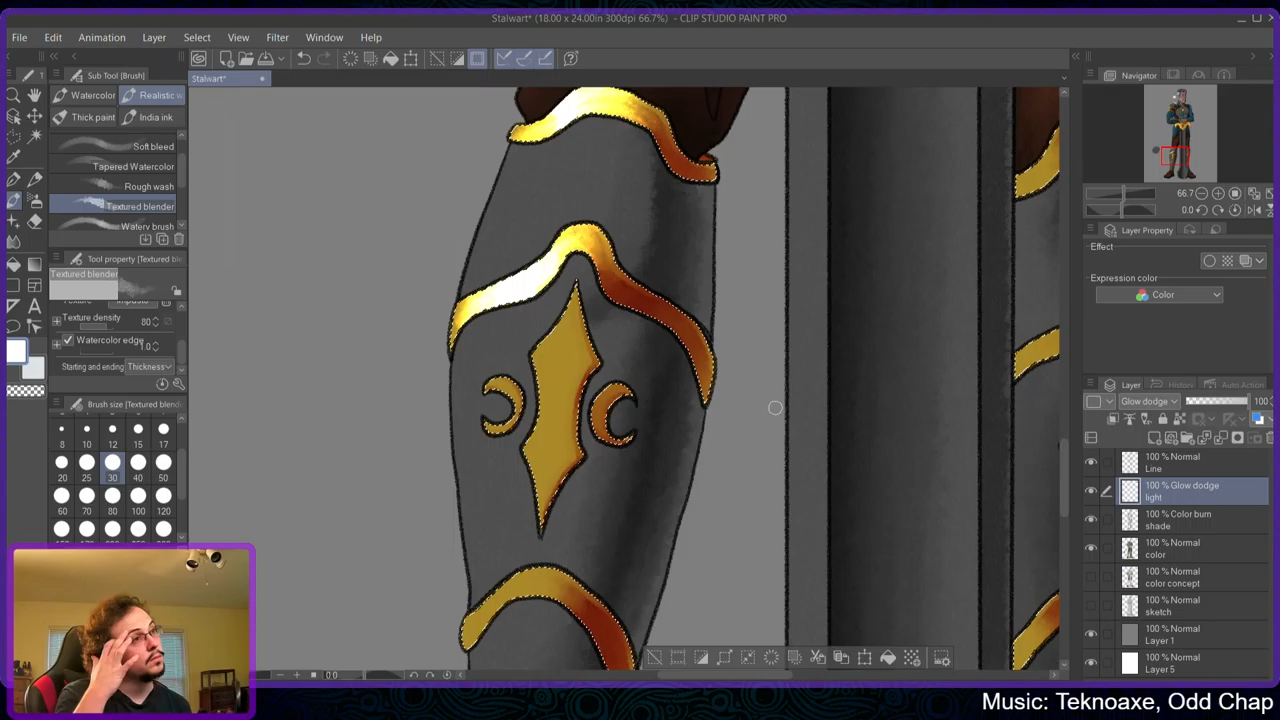 Stalwart* (18.00 x 24.00in 300dpi 66.7%) - CLIP STUDIO PAINT PRO
File Edit Animation Layer Select View Filter Window Help
Sub Tool [Brush]
Stalwart*
Navigator
Watercolor Realistic w
Thick paint India ink
Soft bleed
Tapered Watercolor
Rough wash
Textured blender
Watery brush
66.7
0.0
Layer Property
Tool property [Textured blen
Textured blender
Effect
Expression color
Color
Texture density 80
Watercolor edge 1.0
Starting and ending Thickness
Layer History Auto Action
Brush size [Textured blend
Glow dodge 100
8 10 12 15 17
20 25 30 40 50
60 70 80 100 120
100 % Normal
Line
100 % Glow dodge
light
100 % Color burn
shade
100 % Normal
color
100 % Normal
color concept
100 % Normal
sketch
100 % Normal
Layer 1
100 % Normal
Layer 5
Music: Teknoaxe, Odd Chap